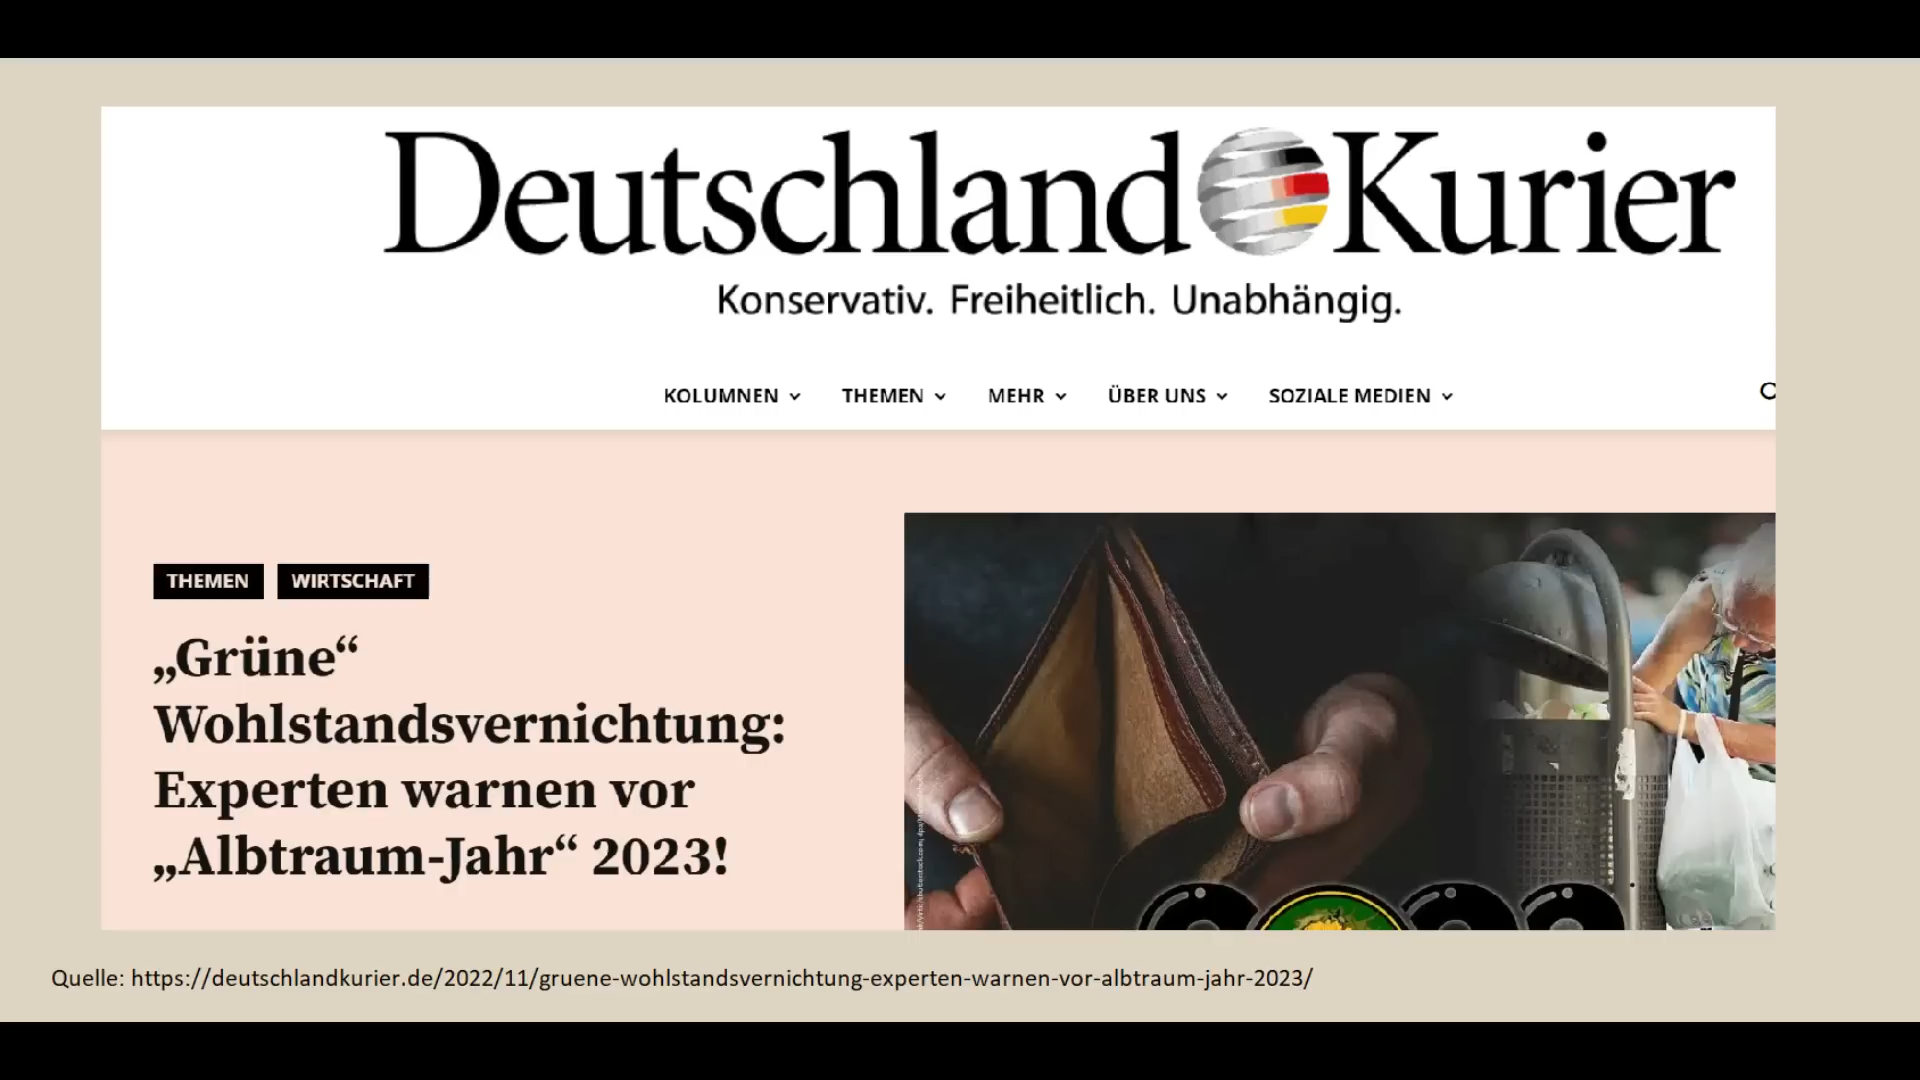 Deutschland Kurier
Konservativ. Freiheitlich. Unabhängig.
KOLUMNEN THEMEN MEHR ÜBER UNS SOZIALE MEDIEN
THEMEN WIRTSCHAFT
„Grüne“
Wohlstandsvernichtung:
Experten warnen vor
„Albtraum-Jahr“ 2023!
Quelle: https://deutschlandkurier.de/2022/11/gruene-wohlstandsvernichtung-experten-warnen-vor-albtraum-jahr-2023/